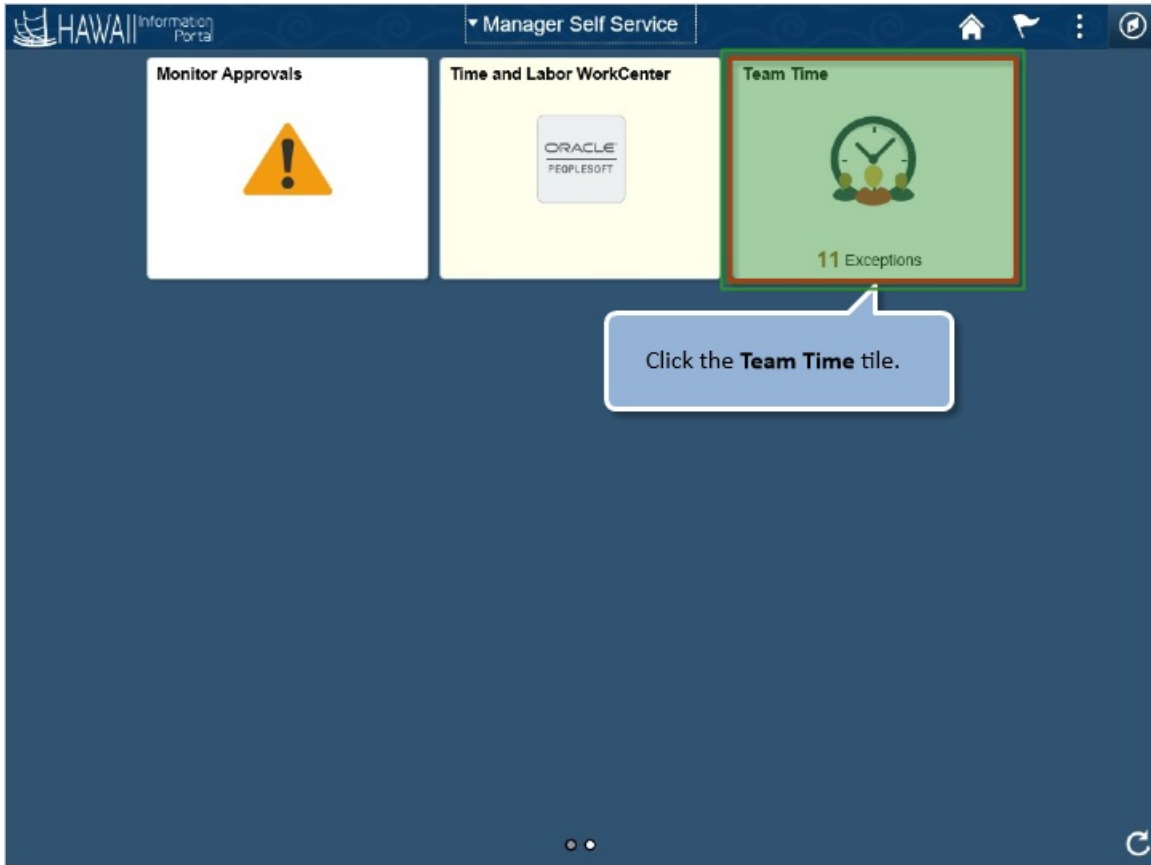 HAWAII Information
Portal
Manager Self Service
Monitor Approvals
Time and Labor WorkCenter
Team Time
ORACLE
PEOPLESOFT
11 Exceptions
Click the Team Time tile.